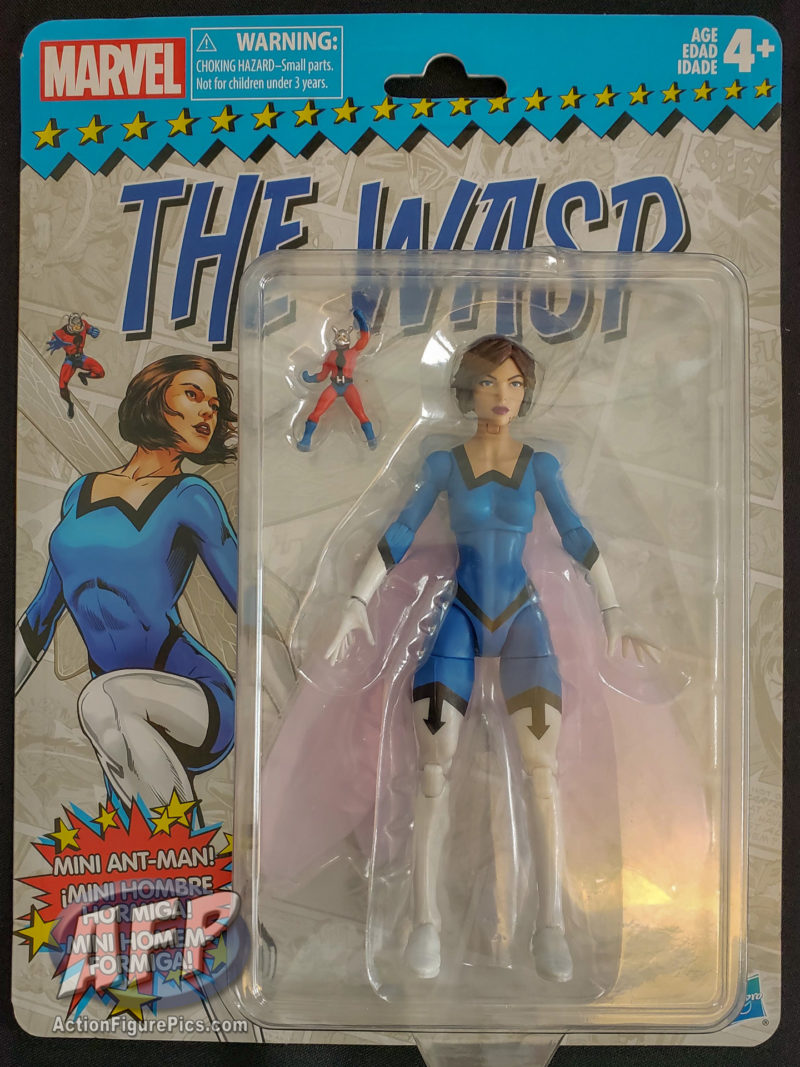 MARVEL
WARNING:
CHOKING HAZARD–Small parts.
Not for children under 3 years.
AGE
EDAD
IDADE
4+
THE WASP
H
MINI ANT-MAN!
¡MINI HOMBRE
HORMIGA!
MINI HOMEM-
FORMIGA!
AFP
ActionFigurePics.com